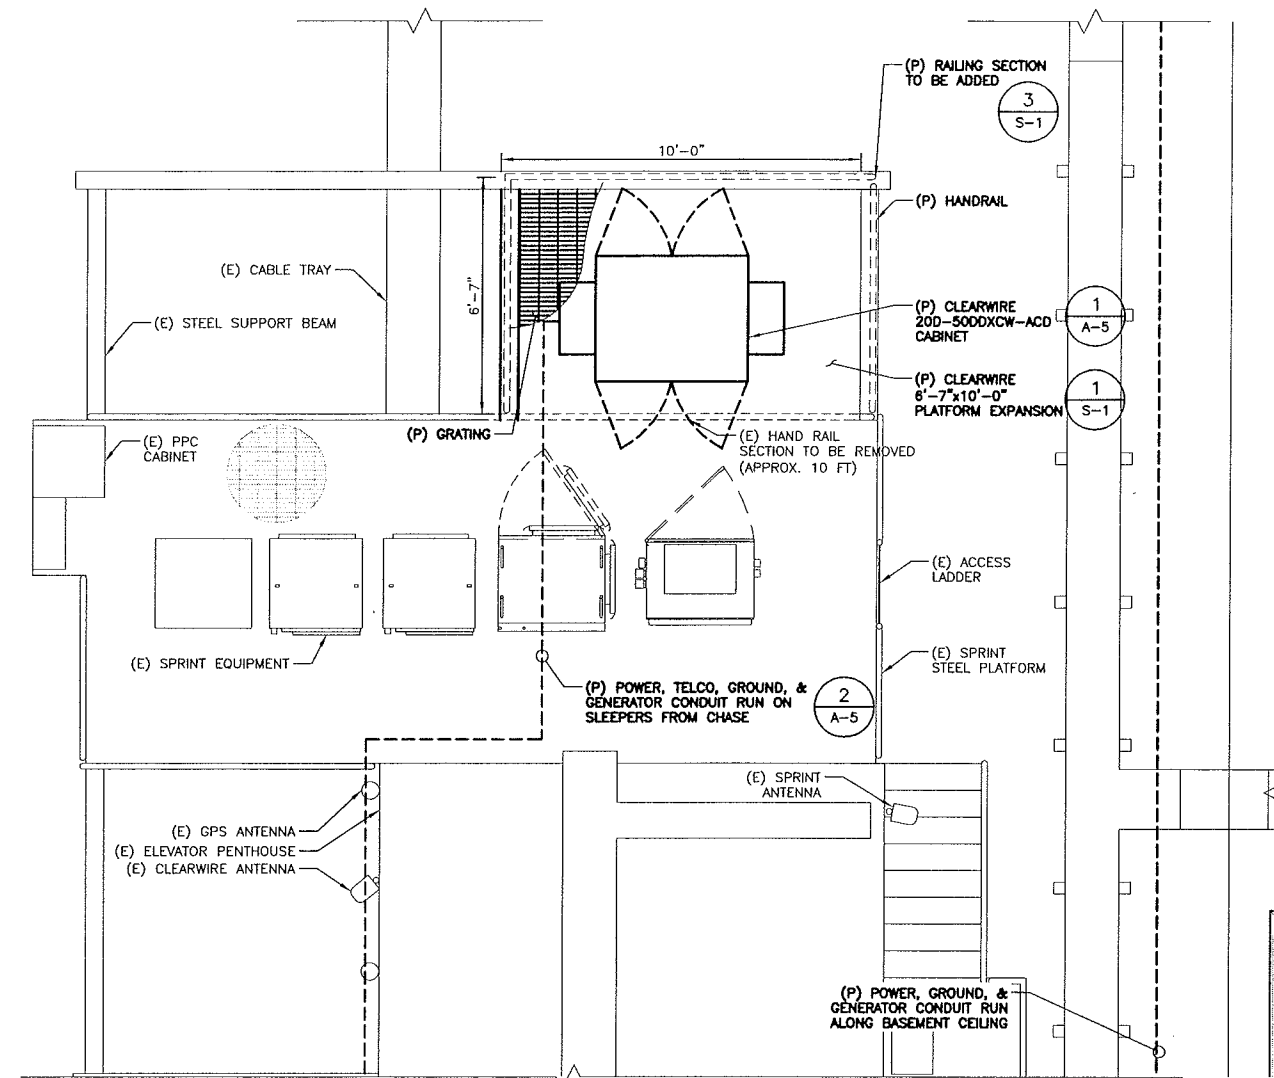 (P) RAILING SECTION
TO BE ADDED
3
S-1
10'-0"
(P) HANDRAIL
(E) CABLE TRAY
6'-7"
(E) STEEL SUPPORT BEAM
(P) CLEARWIRE
20D-50DDXCW-ACD
CABINET
1
A-5
(P) CLEARWIRE
6'-7"x10'-0"
PLATFORM EXPANSION
1
S-1
(P) GRATING
(E) PPC
CABINET
(E) HAND RAIL
SECTION TO BE REMOVED
(APPROX. 10 FT)
(E) ACCESS
LADDER
(E) SPRINT EQUIPMENT
(E) SPRINT
STEEL PLATFORM
(P) POWER, TELCO, GROUND, &
GENERATOR CONDUIT RUN ON
SLEEPERS FROM CHASE
2
A-5
(E) SPRINT
ANTENNA
(E) GPS ANTENNA
(E) ELEVATOR PENTHOUSE
(E) CLEARWIRE ANTENNA
(P) POWER, GROUND, &
GENERATOR CONDUIT RUN
ALONG BASEMENT CEILING